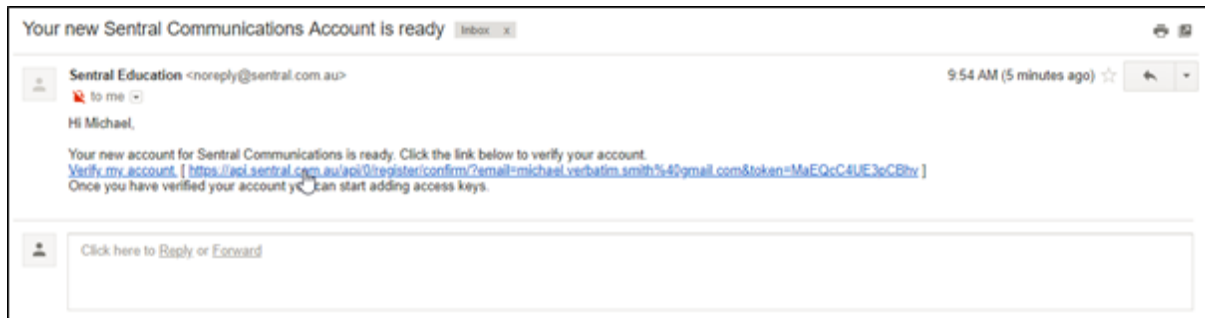 Your new Sentral Communications Account is ready Inbox x
Sentral Education <noreply@sentral.com.au> 9:54 AM (5 minutes ago)
to me
Hi Michael,
Your new account for Sentral Communications is ready. Click the link below to verify your account.
Verify my account. [ https://api.sentral.com.au/api/0/register/confirm/?email=michael.verbatim.smith%40gmail.com&token=MaEQcC4UE3pCBhv ]
Once you have verified your account you can start adding access keys.
Click here to Reply or Forward